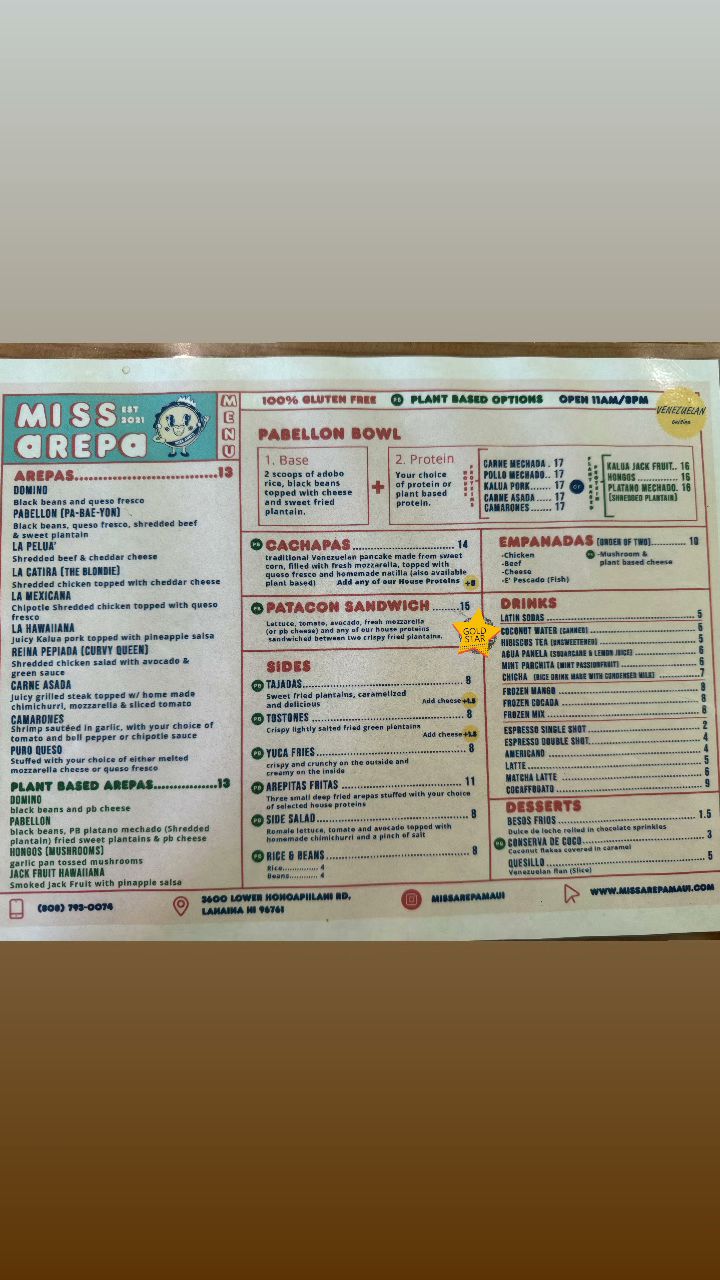 MISS AREPA
EST 2021
MENU
100% GLUTEN FREE PB PLANT BASED OPTIONS OPEN 11AM/8PM
VENEZUELAN
AREPAS 13
DOMINO
Black beans and queso fresco
PABELLON (PA-BAE-YON)
Black beans, queso fresco, shredded beef
& sweet plantain
LA PELUA'
Shredded beef & cheddar cheese
LA CATIRA (THE BLONDIE)
Shredded chicken topped with cheddar cheese
LA MEXICANA
Chipotle Shredded chicken topped with queso
fresco
LA HAWAIIANA
Juicy Kalua pork topped with pineapple salsa
REINA PEPIADA (CURVY QUEEN)
Shredded chicken salad with avocado &
green sauce
CARNE ASADA
Juicy grilled steak topped w/ home made
chimichurri, mozzarella & sliced tomato
CAMARONES
Shrimp sautéed in garlic, with your choice of
tomato and bell pepper or chipotle sauce
PURO QUESO
Stuffed with your choice of either melted
mozzarella cheese or queso fresco
PLANT BASED AREPAS 13
DOMINO
black beans and pb cheese
PABELLON
black beans, PB platano mechado (Shredded
plantain) fried sweet plantains & pb cheese
HONGOS (MUSHROOMS)
garlic pan tossed mushrooms
JACK FRUIT HAWAIIANA
Smoked Jack Fruit with pinapple salsa
PABELLON BOWL
1. Base
2 scoops of adobo
rice, black beans
topped with cheese
and sweet fried
plantain.
+
2. Protein
Your choice
of protein or
plant based
protein.
HOUSE PROTEINS
CARNE MECHADA . 17
POLLO MECHADO.. 17
KALUA PORK....... 17
CARNE ASADA ..... 17
CAMARONES....... 17
or
PLANT BASED PROTEINS
KALUA JACK FRUIT.. 16
HONGOS ............. 16
PLATANO MECHADO. 16
(SHREDDED PLANTAIN)
PB CACHAPAS 14
traditional Venezuelan pancake made from sweet
corn, filled with fresh mozzarella, topped with
queso fresco and homemade natilla (also available
plant based) Add any of our House Proteins
PB PATACON SANDWICH 15
Lettuce, tomato, avocado, fresh mozzarella
(or pb cheese) and any of our house proteins
sandwiched between two crispy fried plantains.
GOLD STAR
SIDES
PB TAJADAS 8
Sweet fried plantains, caramelized
and delicious Add cheese +1.5
PB TOSTONES 8
Crispy lightly salted fried green plantains
Add cheese +1.5
PB YUCA FRIES 8
crispy and crunchy on the outside and
creamy on the inside
PB AREPITAS FRITAS 11
Three small deep fried arepas stuffed with your choice
of selected house proteins
PB SIDE SALAD 8
Romaie lettuce, tomato and avocado topped with
homemade chimichurri and a pinch of salt
PB RICE & BEANS 8
Rice 4
Beans 4
EMPANADAS (ORDER OF TWO) 10
-Chicken
-Beef
-Cheese
-E' Pescado (Fish)
PB -Mushroom &
plant based cheese
DRINKS
LATIN SODAS 5
COCONUT WATER (CANNED) 5
HIBISCUS TEA (UNSWEETENED) 5
AGUA PANELA (SUGARCANE & LEMON JUICE) 6
MINT PARCHITA (MINT PASSIONFRUIT) 6
CHICHA (RICE DRINK MADE WITH CONDENSED MILK) 7
FROZEN MANGO 8
FROZEN COCADA 8
FROZEN MIX 8
ESPRESSO SINGLE SHOT 2
ESPRESSO DOUBLE SHOT 4
AMERICANO 4
LATTE 5
MATCHA LATTE 6
COCAFFOGATO 9
DESSERTS
BESOS FRIOS 1.5
Dulce de leche rolled in chocolate sprinkles
PB CONSERVA DE COCO 3
Coconut flakes covered in caramel
QUESILLO 5
Venezuelan flan (Slice)
(808) 793-0074
3600 LOWER HONOAPIILANI RD,
LAHAINA HI 96761
MISSAREPAMAUI
WWW.MISSAREPAMAUI.COM